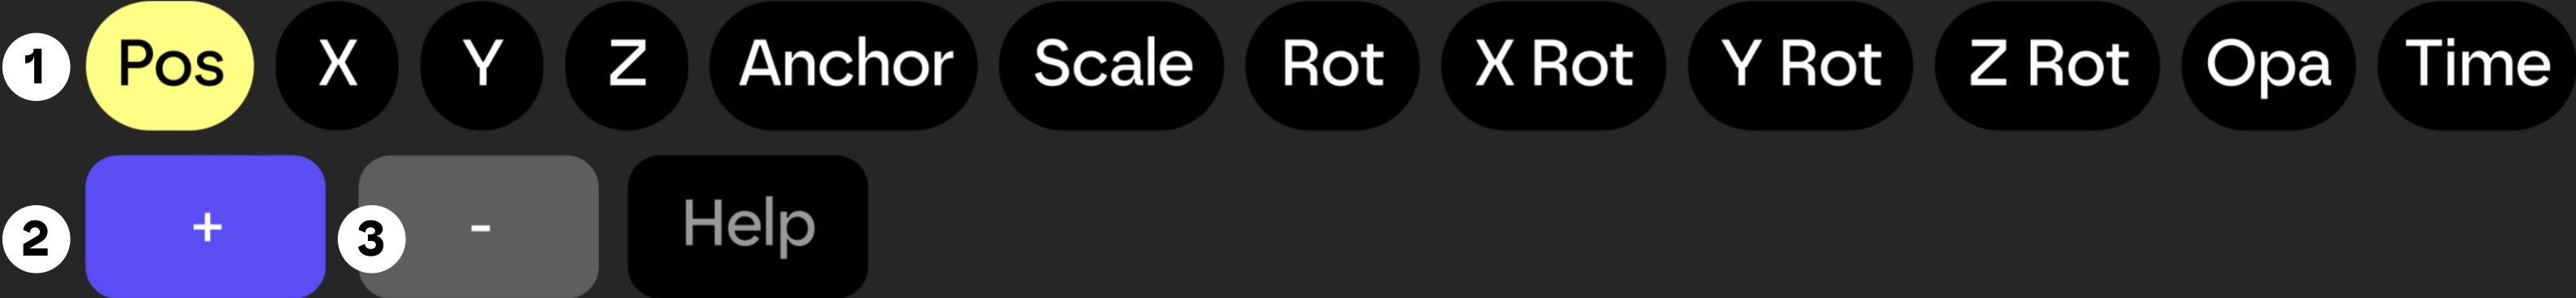 1 Pos X Y Z Anchor Scale Rot X Rot Y Rot Z Rot Opa Time
2 + 3 - Help